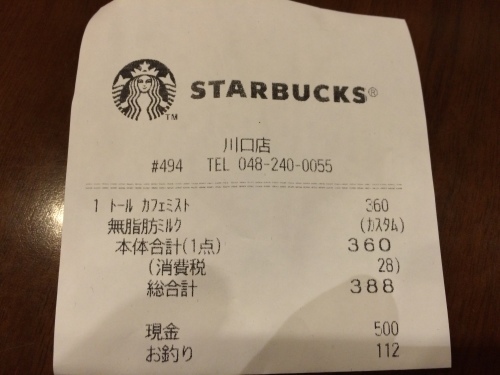 STARBUCKS®
TM
川口店
#494 TEL 048-240-0055
1 トール カフェミスト 360
無脂肪ミルク (カスタム)
本体合計(1点) 360
(消費税 28)
総合計 388
現金 500
お釣り 112